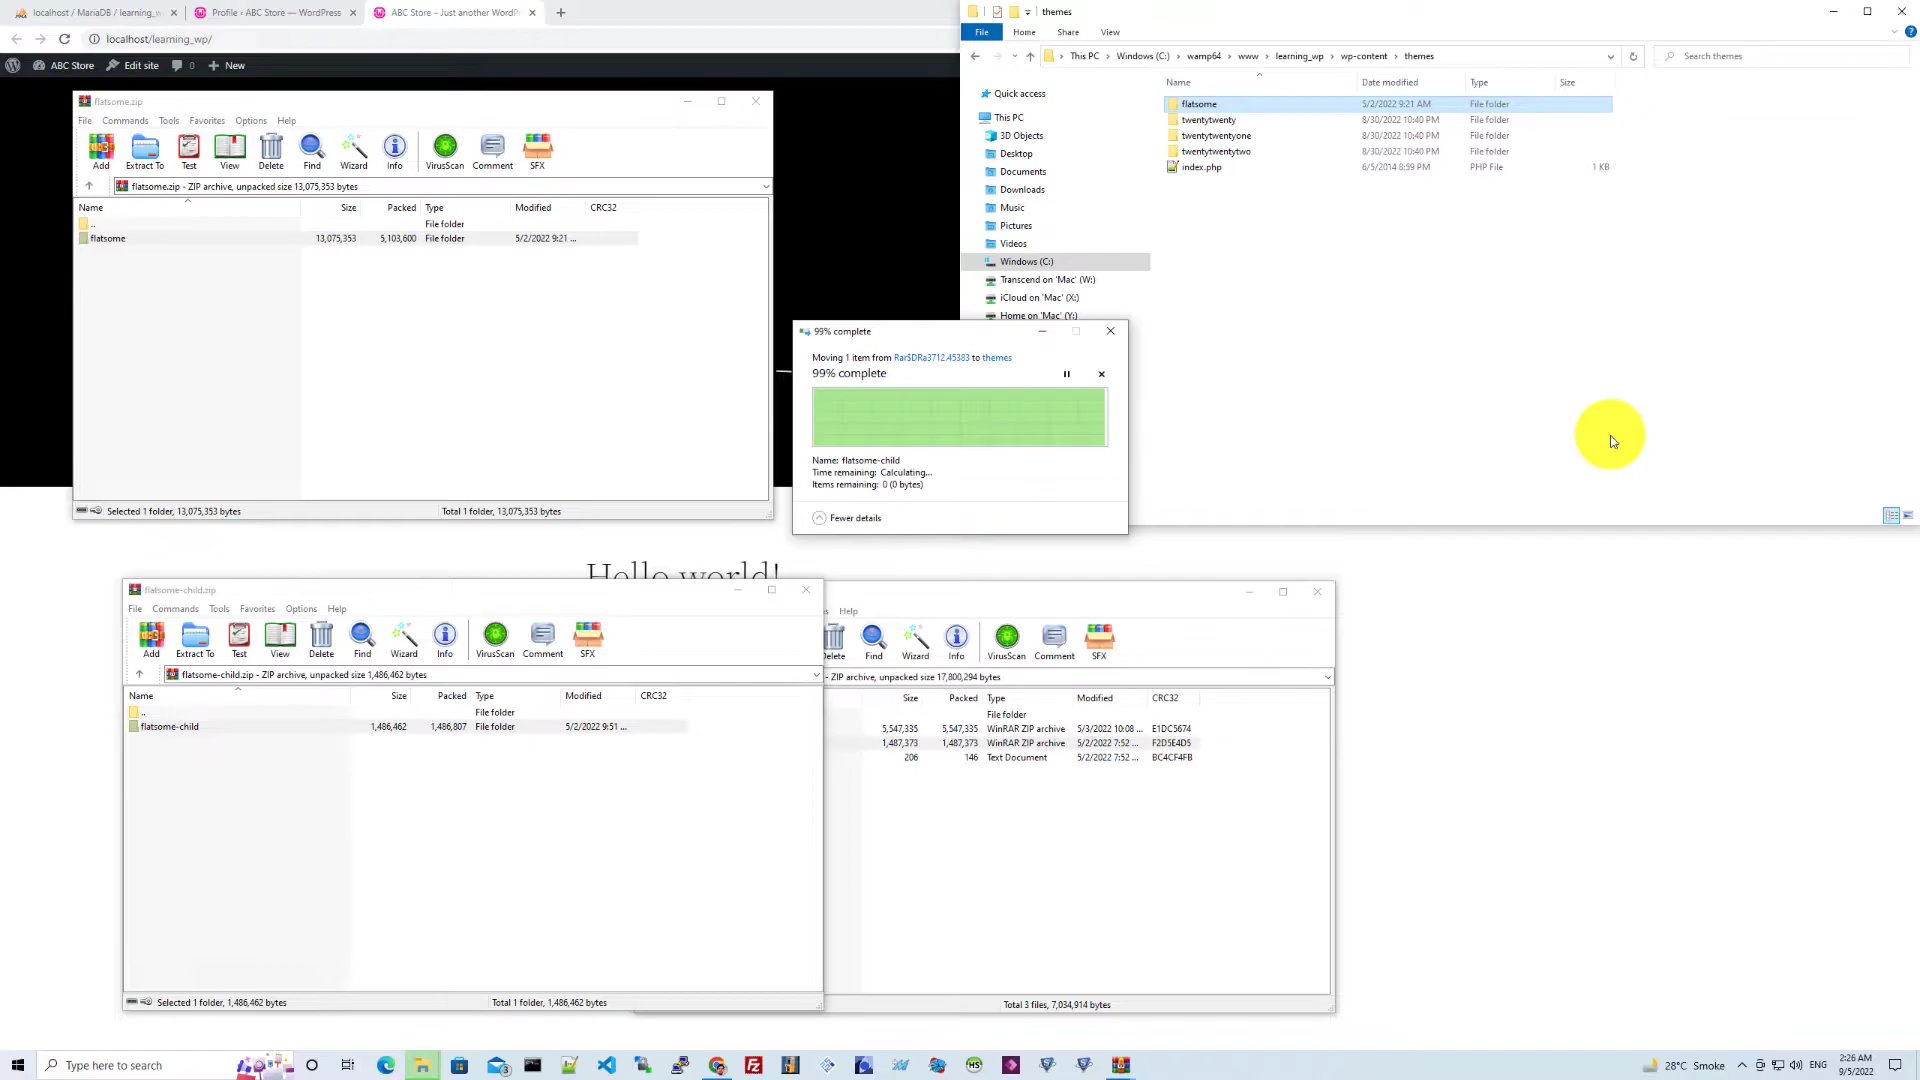 localhost / MariaDB / learning_w
Profile ‹ ABC Store — WordPress
ABC Store – Just another WordP
localhost/learning_wp/
ABC Store
Edit site
0
New
themes
File
Home
Share
View
This PC
Windows (C:)
wamp64
www
learning_wp
wp-content
themes
Search themes
Name
Date modified
Type
Size
flatsome 5/2/2022 9:21 AM File folder
twentytwenty 8/30/2022 10:40 PM File folder
twentytwentyone 8/30/2022 10:40 PM File folder
twentytwentytwo 8/30/2022 10:40 PM File folder
index.php 6/5/2014 8:59 PM PHP File 1 KB
Quick access
This PC
3D Objects
Desktop
Documents
Downloads
Music
Pictures
Videos
Windows (C:)
Transcend on 'Mac' (W:)
iCloud on 'Mac' (X:)
Home on 'Mac' (Y:)
flatsome.zip
File Commands Tools Favorites Options Help
Add Extract To Test View Delete Find Wizard Info VirusScan Comment SFX
flatsome.zip - ZIP archive, unpacked size 13,075,353 bytes
Name Size Packed Type Modified CRC32
.. File folder
flatsome 13,075,353 5,103,600 File folder 5/2/2022 9:21 ...
Selected 1 folder, 13,075,353 bytes
Total 1 folder, 13,075,353 bytes
99% complete
Moving 1 item from Rar$DRa3712.45383 to themes
99% complete
Name: flatsome-child
Time remaining: Calculating...
Items remaining: 0 (0 bytes)
Fewer details
Hello world!
flatsome-child.zip
File Commands Tools Favorites Options Help
Add Extract To Test View Delete Find Wizard Info VirusScan Comment SFX
flatsome-child.zip - ZIP archive, unpacked size 1,486,462 bytes
Name Size Packed Type Modified CRC32
.. File folder
flatsome-child 1,486,462 1,486,807 File folder 5/2/2022 9:51 ...
Selected 1 folder, 1,486,462 bytes
Total 1 folder, 1,486,462 bytes
s Help
elete Find Wizard Info VirusScan Comment SFX
- ZIP archive, unpacked size 17,800,294 bytes
Size Packed Type Modified CRC32
File folder
5,547,335 5,547,335 WinRAR ZIP archive 5/3/2022 10:08 ... E1DC5674
1,487,373 1,487,373 WinRAR ZIP archive 5/2/2022 7:52 ... F2D5E4D5
206 146 Text Document 5/2/2022 7:52 ... BC4CF4FB
Total 3 files, 7,034,914 bytes
Type here to search
28°C Smoke
ENG
2:26 AM
9/5/2022